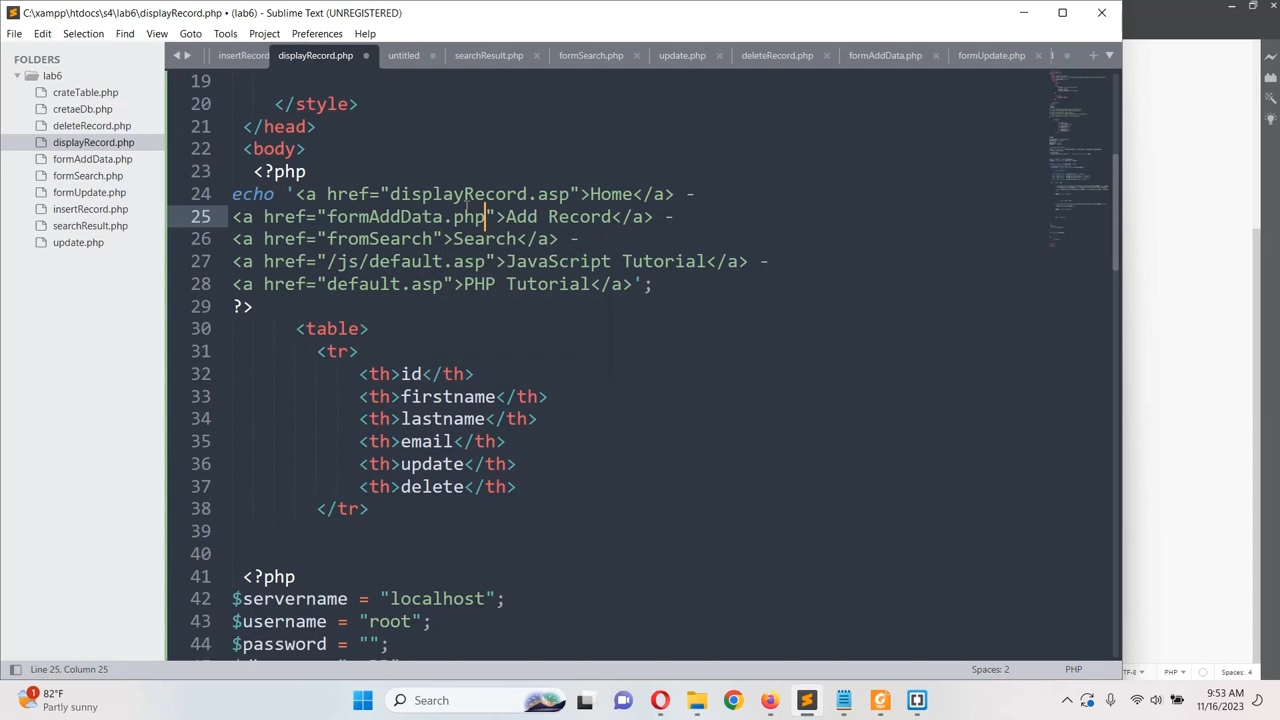 C:\xampp\htdocs\s4\lab6\displayRecord.php • (lab6) - Sublime Text (UNREGISTERED)
File Edit Selection Find View Goto Tools Project Preferences Help
FOLDERS
lab6
crateTable.php
cretaeDb.php
deleteRecord.php
displayRecord.php
formAddData.php
formSearch.php
formUpdate.php
insertRecord.php
searchResult.php
update.php
insertRecord displayRecord.php untitled searchResult.php formSearch.php update.php deleteRecord.php formAddData.php formUpdate.php
19
20 </style>
21 </head>
22 <body>
23 <?php
24 echo '<a href="displayRecord.asp">Home</a> -
25 <a href="formAddData.php">Add Record</a> -
26 <a href="fromSearch">Search</a> -
27 <a href="/js/default.asp">JavaScript Tutorial</a> -
28 <a href="default.asp">PHP Tutorial</a>';
29 ?>
30 <table>
31 <tr>
32 <th>id</th>
33 <th>firstname</th>
34 <th>lastname</th>
35 <th>email</th>
36 <th>update</th>
37 <th>delete</th>
38 </tr>
39
40
41 <?php
42 $servername = "localhost";
43 $username = "root";
44 $password = "";
Line 25, Column 25 Spaces: 2 PHP
PHP Spaces: 4
1 82°F
Partly sunny
Search
9:53 AM
11/16/2023